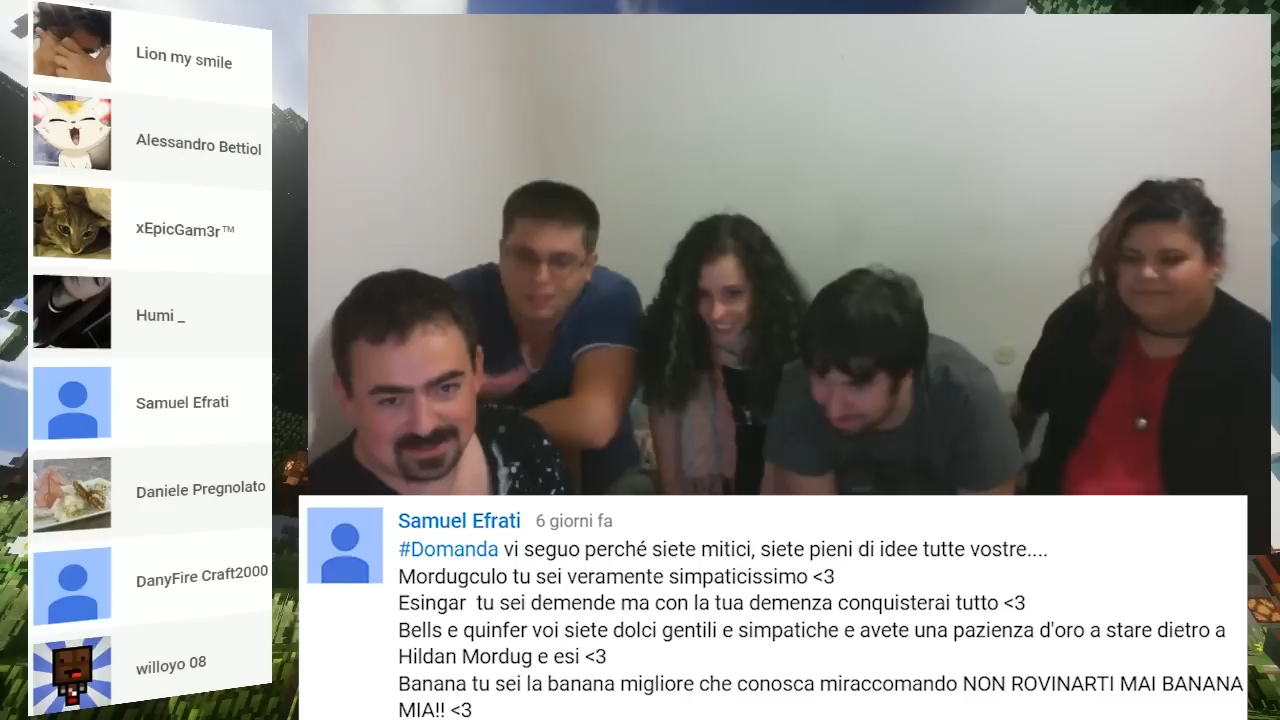 Lion my smile
Alessandro Bettiol
xEpicGam3r™
Humi _
Samuel Efrati
Daniele Pregnolato
DanyFire Craft2000
willoyo 08
Samuel Efrati 6 giorni fa
#Domanda vi seguo perché siete mitici, siete pieni di idee tutte vostre....
Mordugculo tu sei veramente simpaticissimo <3
Esingar tu sei demende ma con la tua demenza conquisterai tutto <3
Bells e quinfer voi siete dolci gentili e simpatiche e avete una pazienza d'oro a stare dietro a
Hildan Mordug e esi <3
Banana tu sei la banana migliore che conosca miraccomando NON ROVINARTI MAI BANANA
MIA!! <3